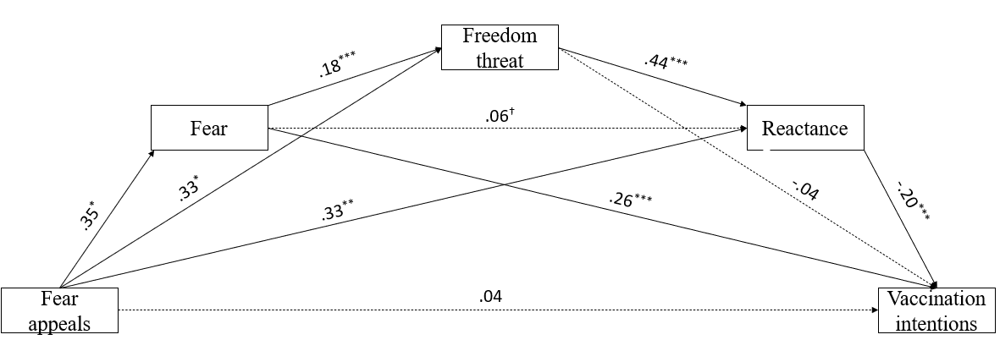 Freedom
threat
.18***
.44***
Fear
.06†
Reactance
.35*
.33*
.33**
.26***
-.04
-.20***
Fear
appeals
.04
Vaccination
intentions